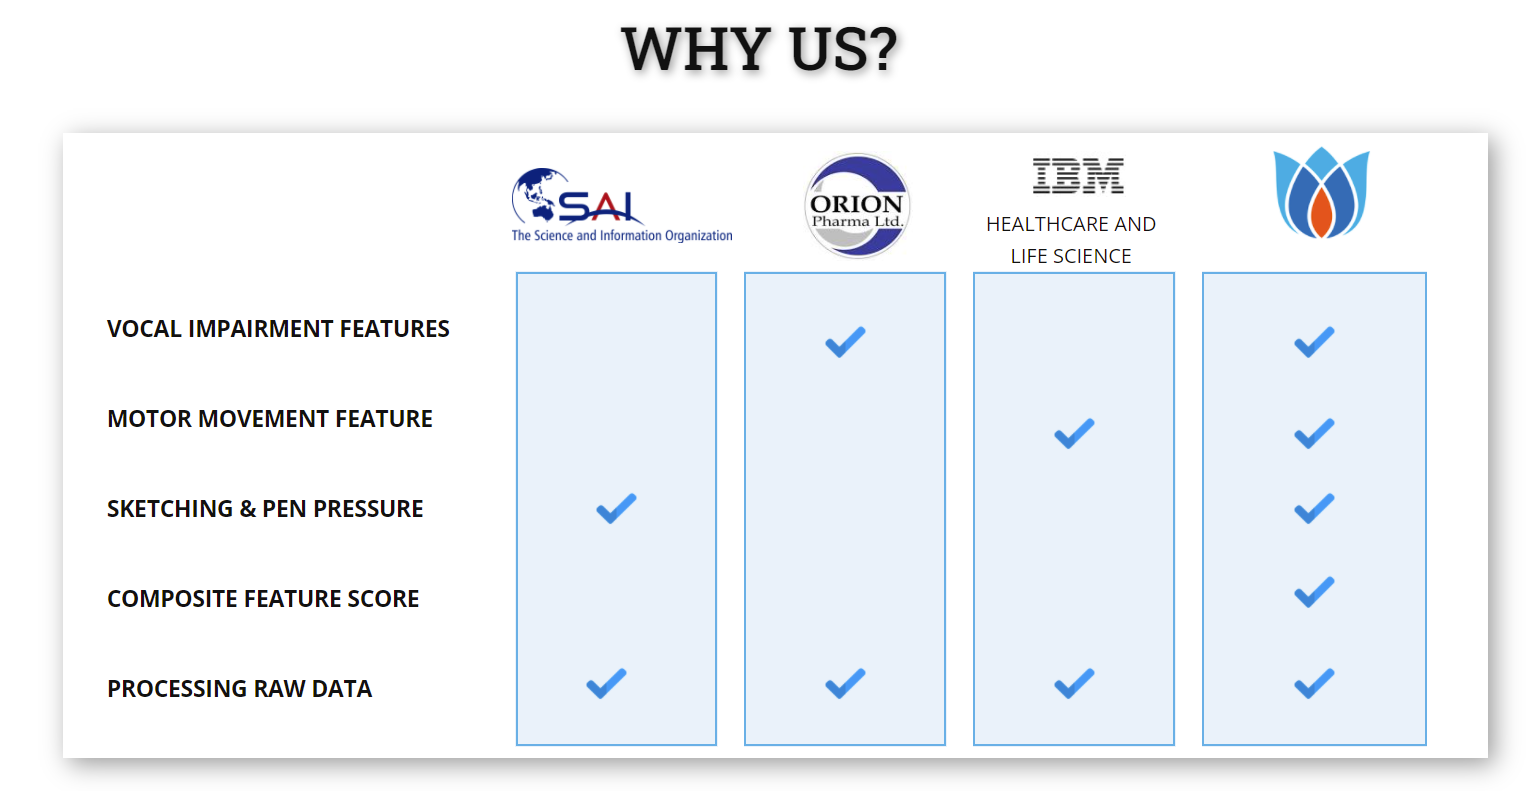 WHY US?
SAI
The Science and Information Organization
ORION
Pharma Ltd.
IBM
HEALTHCARE AND
LIFE SCIENCE
VOCAL IMPAIRMENT FEATURES
MOTOR MOVEMENT FEATURE
SKETCHING & PEN PRESSURE
COMPOSITE FEATURE SCORE
PROCESSING RAW DATA